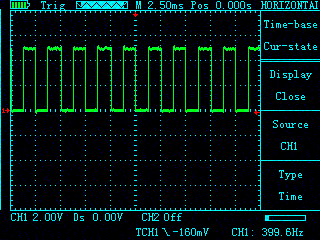 Trig M 2.50ms Pos 0.000s HORIZONTAL
Time-base
Cur-state
Display
Close
Source
CH1
Type
Time
CH1 2.00V Ds 0.00V CH2 Off
TCH1 -160mV CH1: 399.6Hz